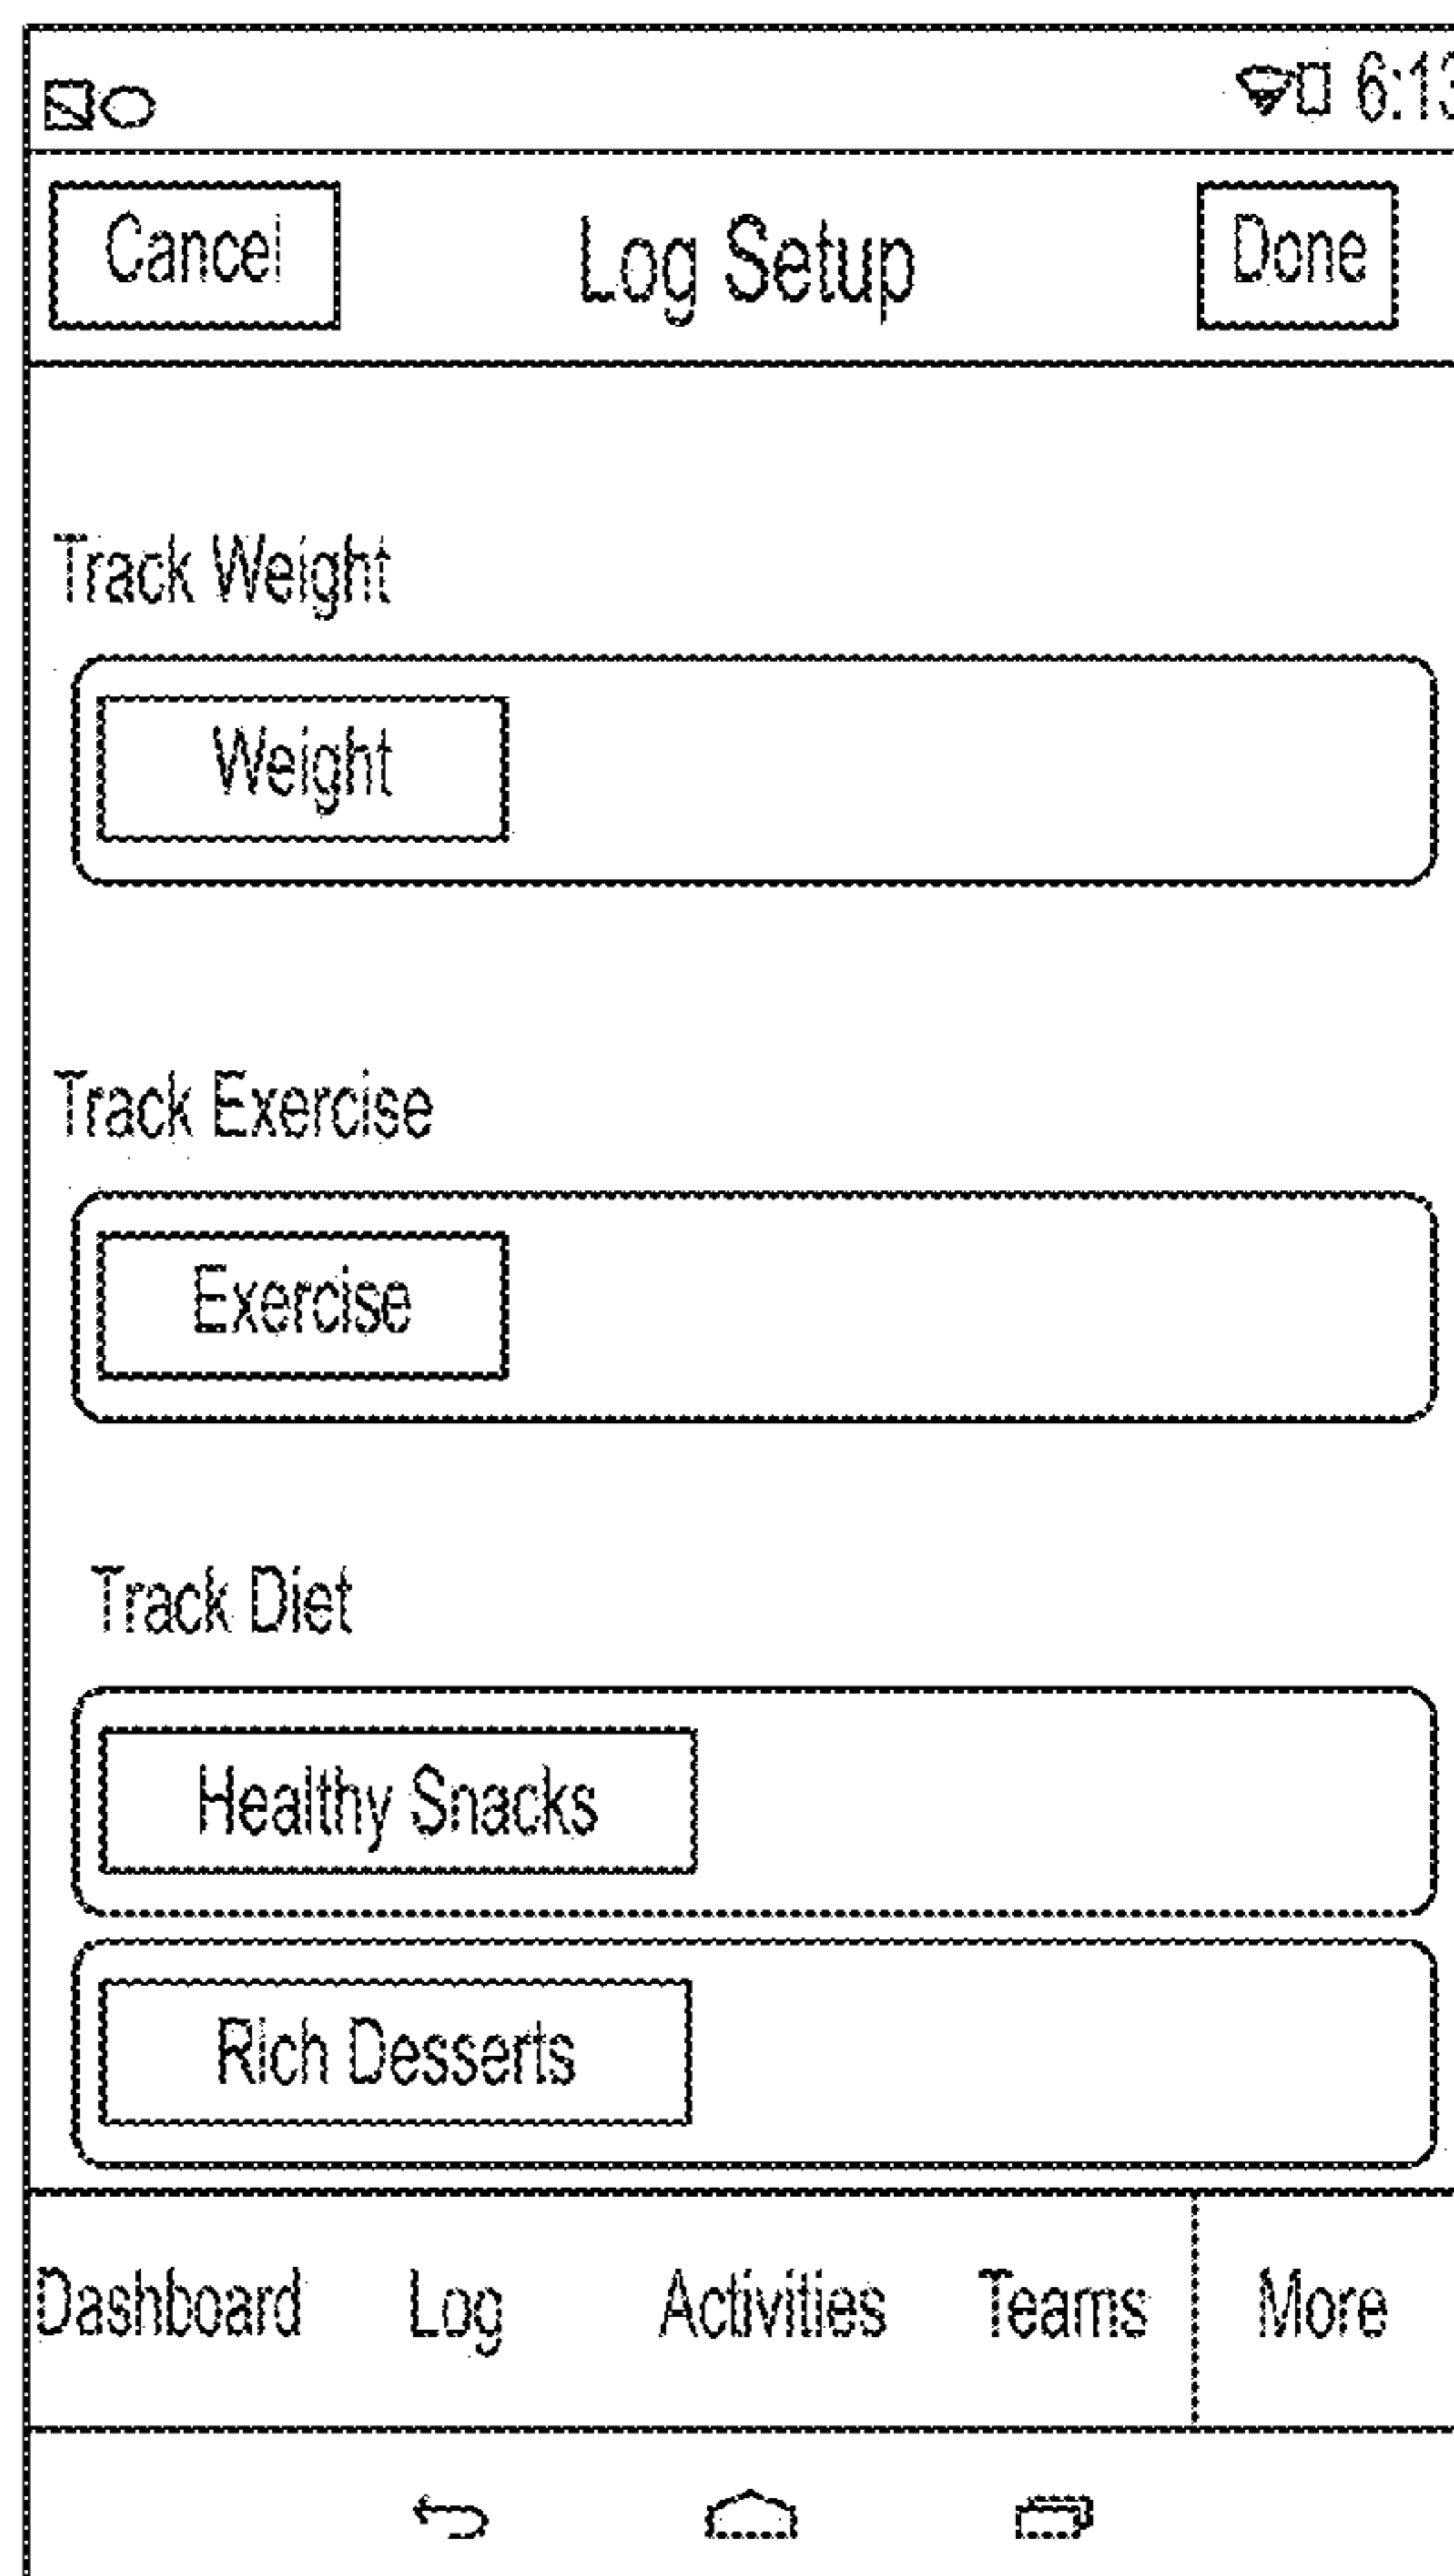 6:13
Cancel Log Setup Done
Track Weight
Weight
Track Exercise
Exercise
Track Diet
Healthy Snacks
Rich Desserts
Dashboard Log Activities Teams More